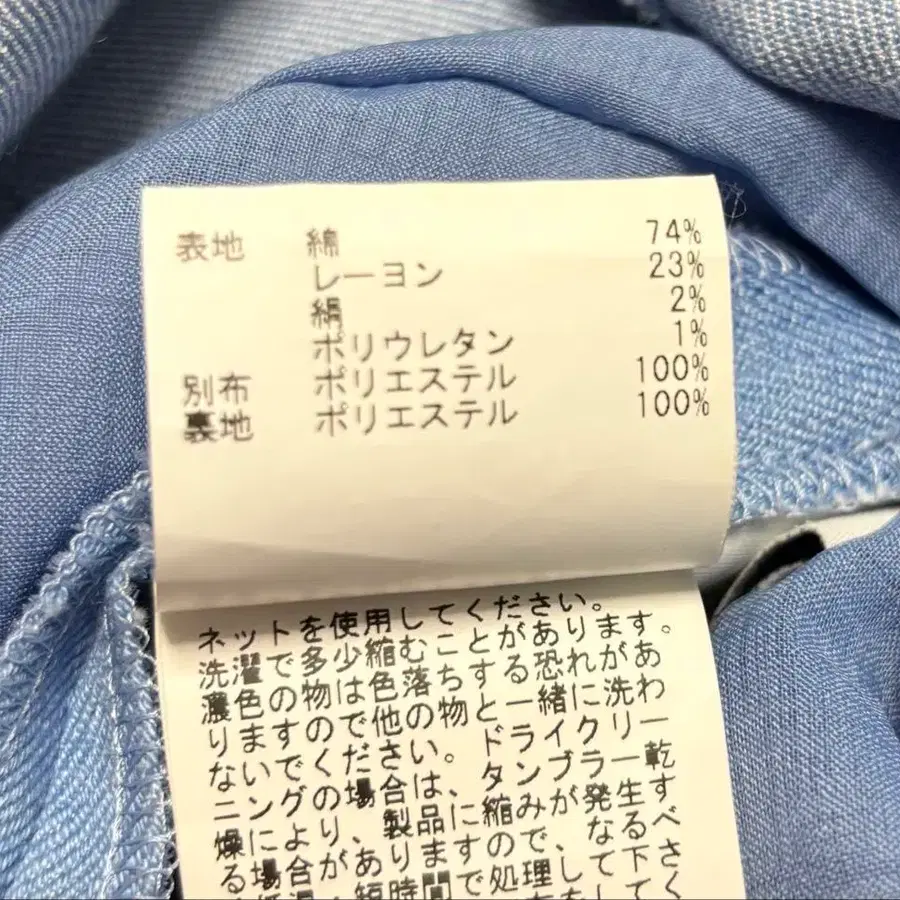 表地 綿 74%
レーヨン 23%
絹 2%
ポリウレタン 1%
別布 ポリエステル 100%
裏地 ポリエステル 100%
ネットを使用してください。
洗濯で多少縮むことがあります。
濃色の物は色落ちする恐れがあ
りますので他の物と一緒に洗わ
ないでください。ドライクリー
ニングの場合は、タンブラー乾
燥により、製品に縮みが発生す
る場合がありますので、なるべ
短時間で処理し